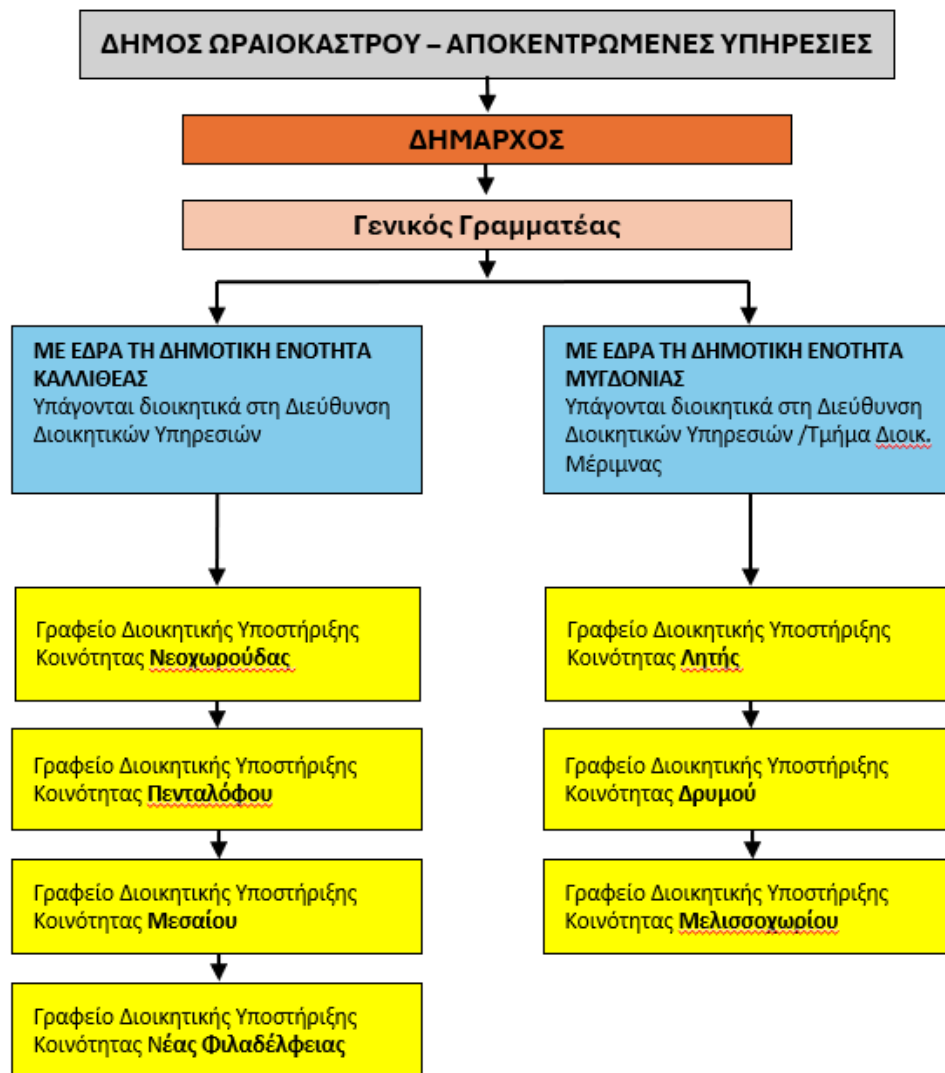 ΔΗΜΟΣ ΩΡΑΙΟΚΑΣΤΡΟΥ – ΑΠΟΚΕΝΤΡΩΜΕΝΕΣ ΥΠΗΡΕΣΙΕΣ
ΔΗΜΑΡΧΟΣ
Γενικός Γραμματέας
ΜΕ ΕΔΡΑ ΤΗ ΔΗΜΟΤΙΚΗ ΕΝΟΤΗΤΑ
ΚΑΛΛΙΘΕΑΣ
Υπάγονται διοικητικά στη Διεύθυνση
Διοικητικών Υπηρεσιών
Γραφείο Διοικητικής Υποστήριξης
Κοινότητας Νεοχωρούδας
Γραφείο Διοικητικής Υποστήριξης
Κοινότητας Πενταλόφου
Γραφείο Διοικητικής Υποστήριξης
Κοινότητας Μεσαίου
Γραφείο Διοικητικής Υποστήριξης
Κοινότητας Νέας Φιλαδέλφειας
ΜΕ ΕΔΡΑ ΤΗ ΔΗΜΟΤΙΚΗ ΕΝΟΤΗΤΑ
ΜΥΓΔΟΝΙΑΣ
Υπάγονται διοικητικά στη Διεύθυνση
Διοικητικών Υπηρεσιών /Τμήμα Διοικ.
Μέριμνας
Γραφείο Διοικητικής Υποστήριξης
Κοινότητας Λητής
Γραφείο Διοικητικής Υποστήριξης
Κοινότητας Δρυμού
Γραφείο Διοικητικής Υποστήριξης
Κοινότητας Μελισσοχωρίου